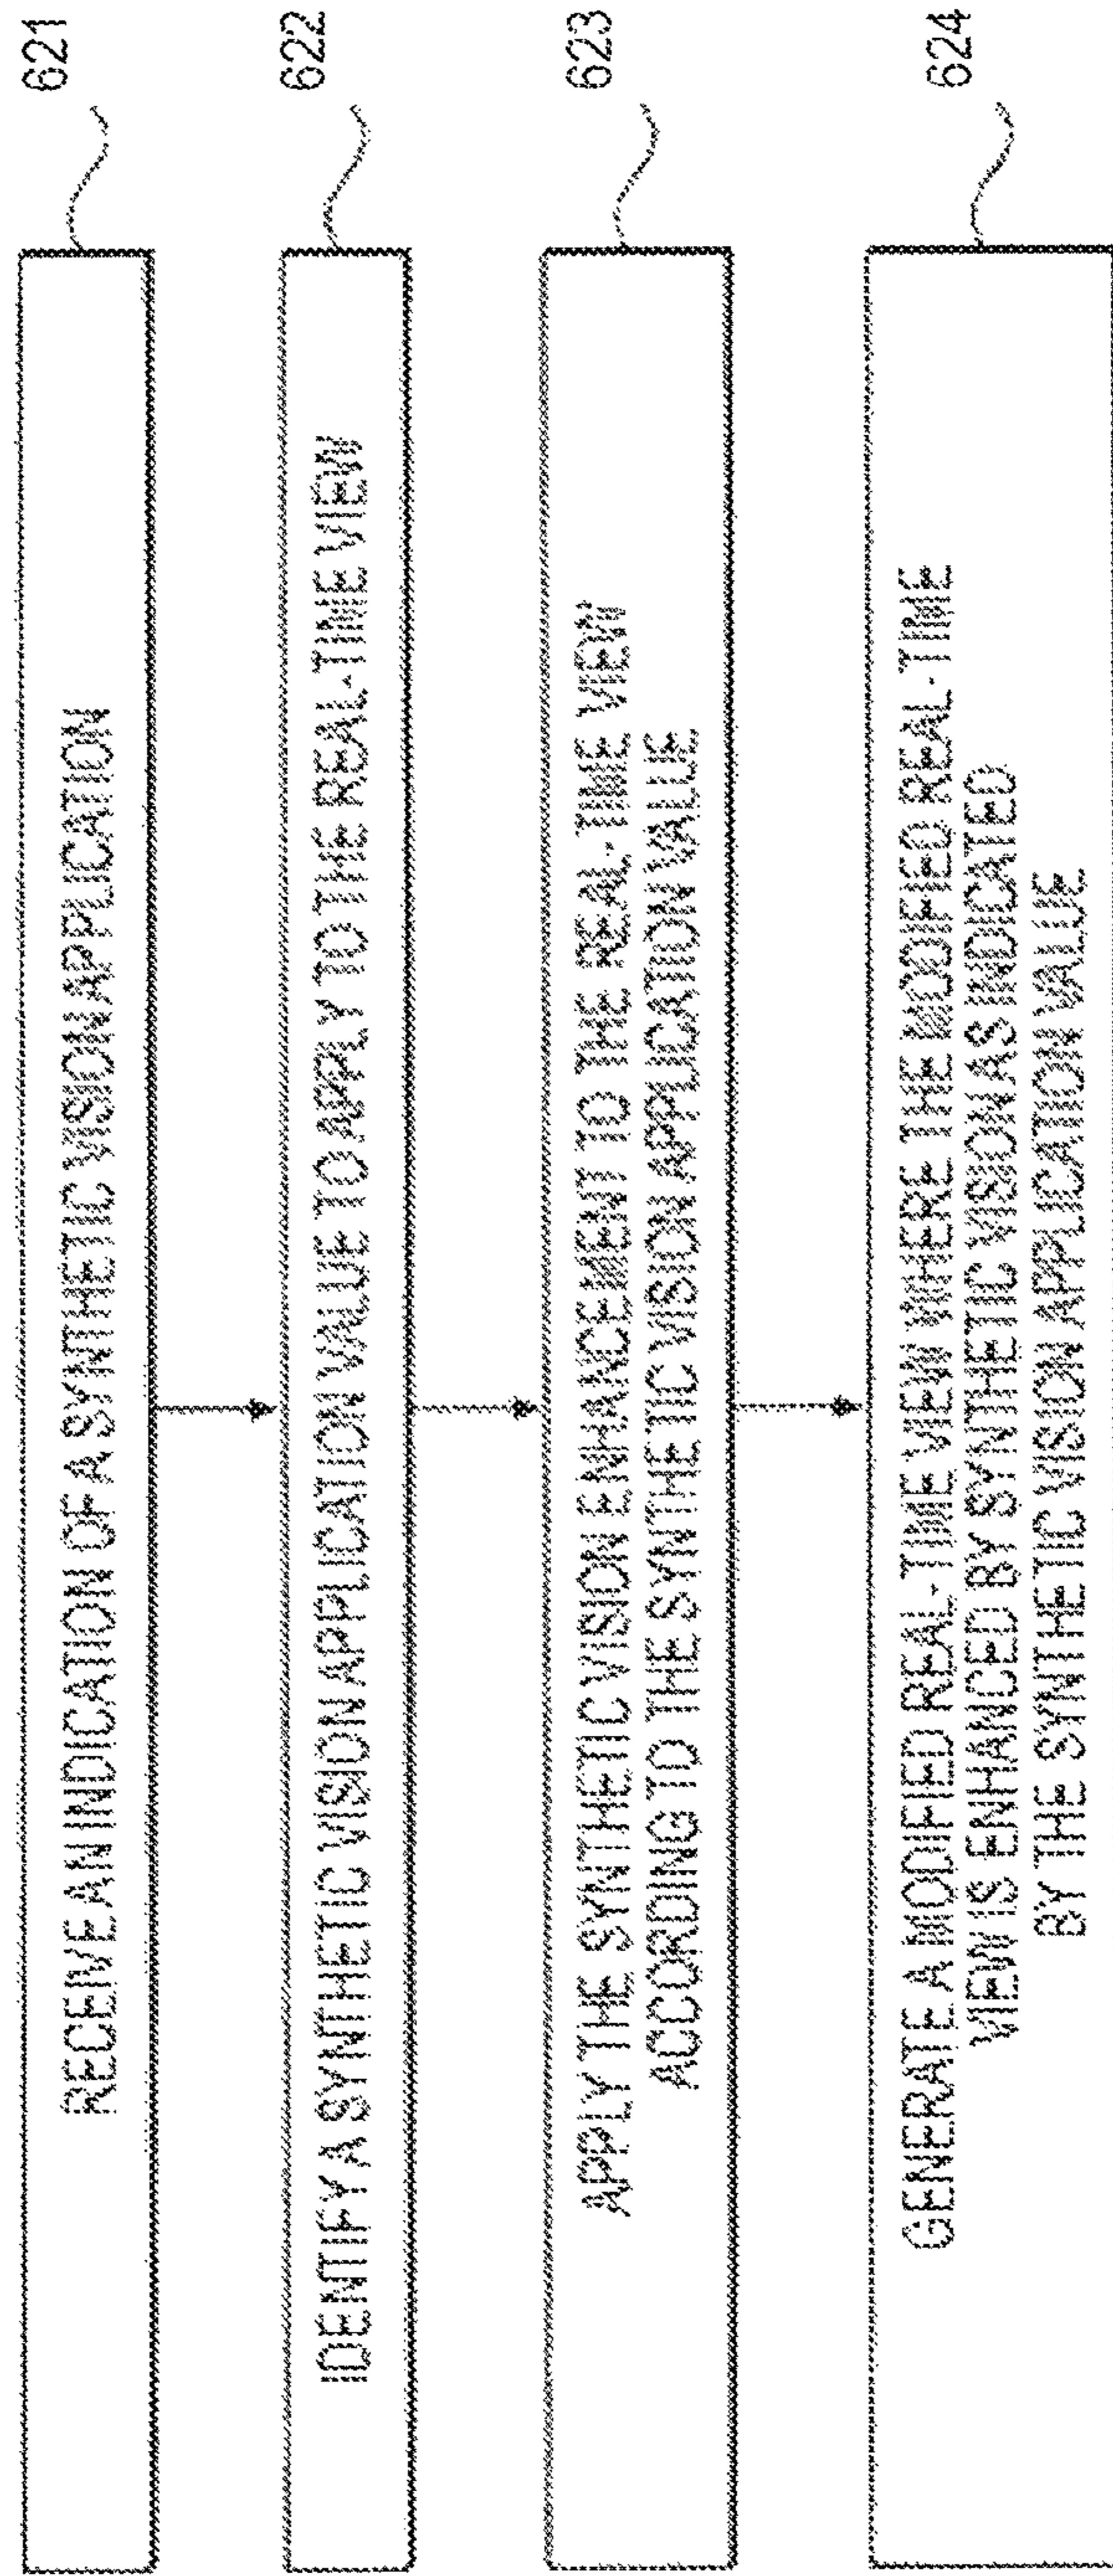 RECEIVE AN INDICATION OF A SYNTHETIC VISION APPLICATION
621
IDENTIFY A SYNTHETIC VISION APPLICATION VALUE TO APPLY TO THE REAL-TIME VIEW
622
APPLY THE SYNTHETIC VISION ENHANCEMENT TO THE REAL-TIME VIEW
ACCORDING TO THE SYNTHETIC VISION APPLICATION VALUE
623
GENERATE A MODIFIED REAL-TIME VIEW WHERE THE MODIFIED REAL-TIME
VIEW IS ENHANCED BY SYNTHETIC VISION AS INDICATED
BY THE SYNTHETIC VISION APPLICATION VALUE
624